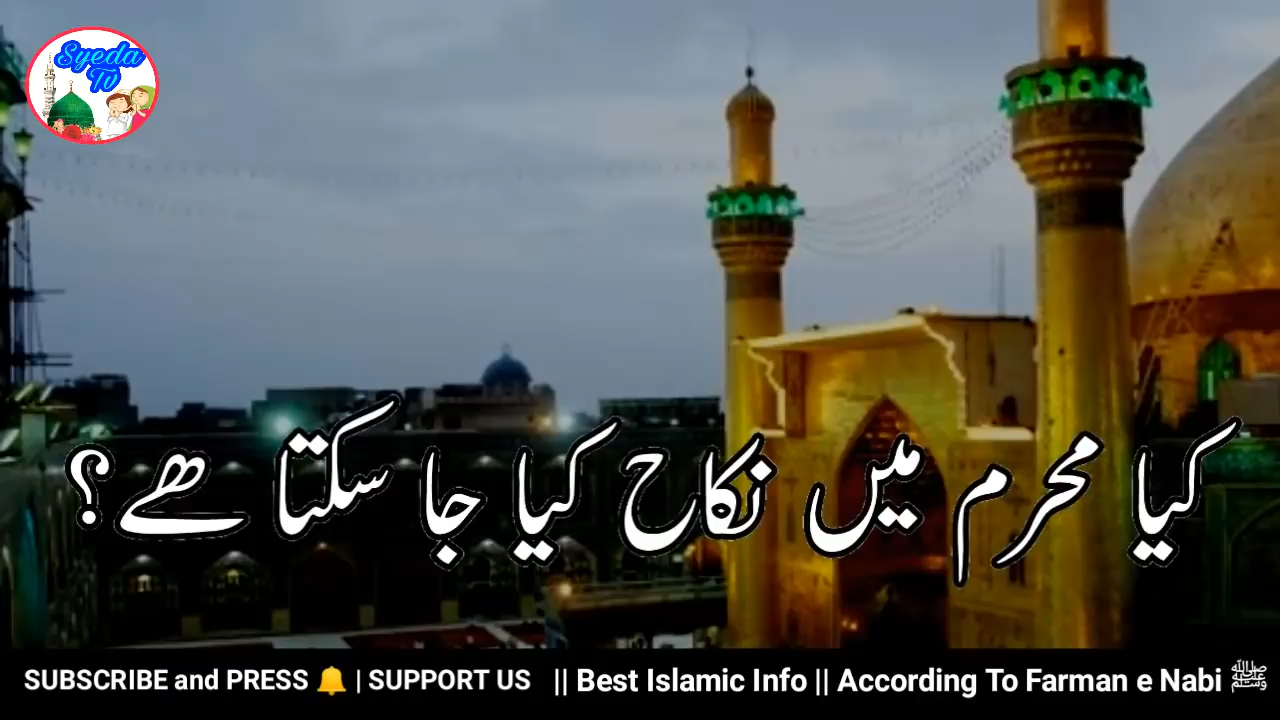 Syeda
Tv
کیا محرم میں نکاح کیا جا سکتا ھے؟
SUBSCRIBE and PRESS 🔔 | SUPPORT US || Best Islamic Info || According To Farman e Nabi ﷺ